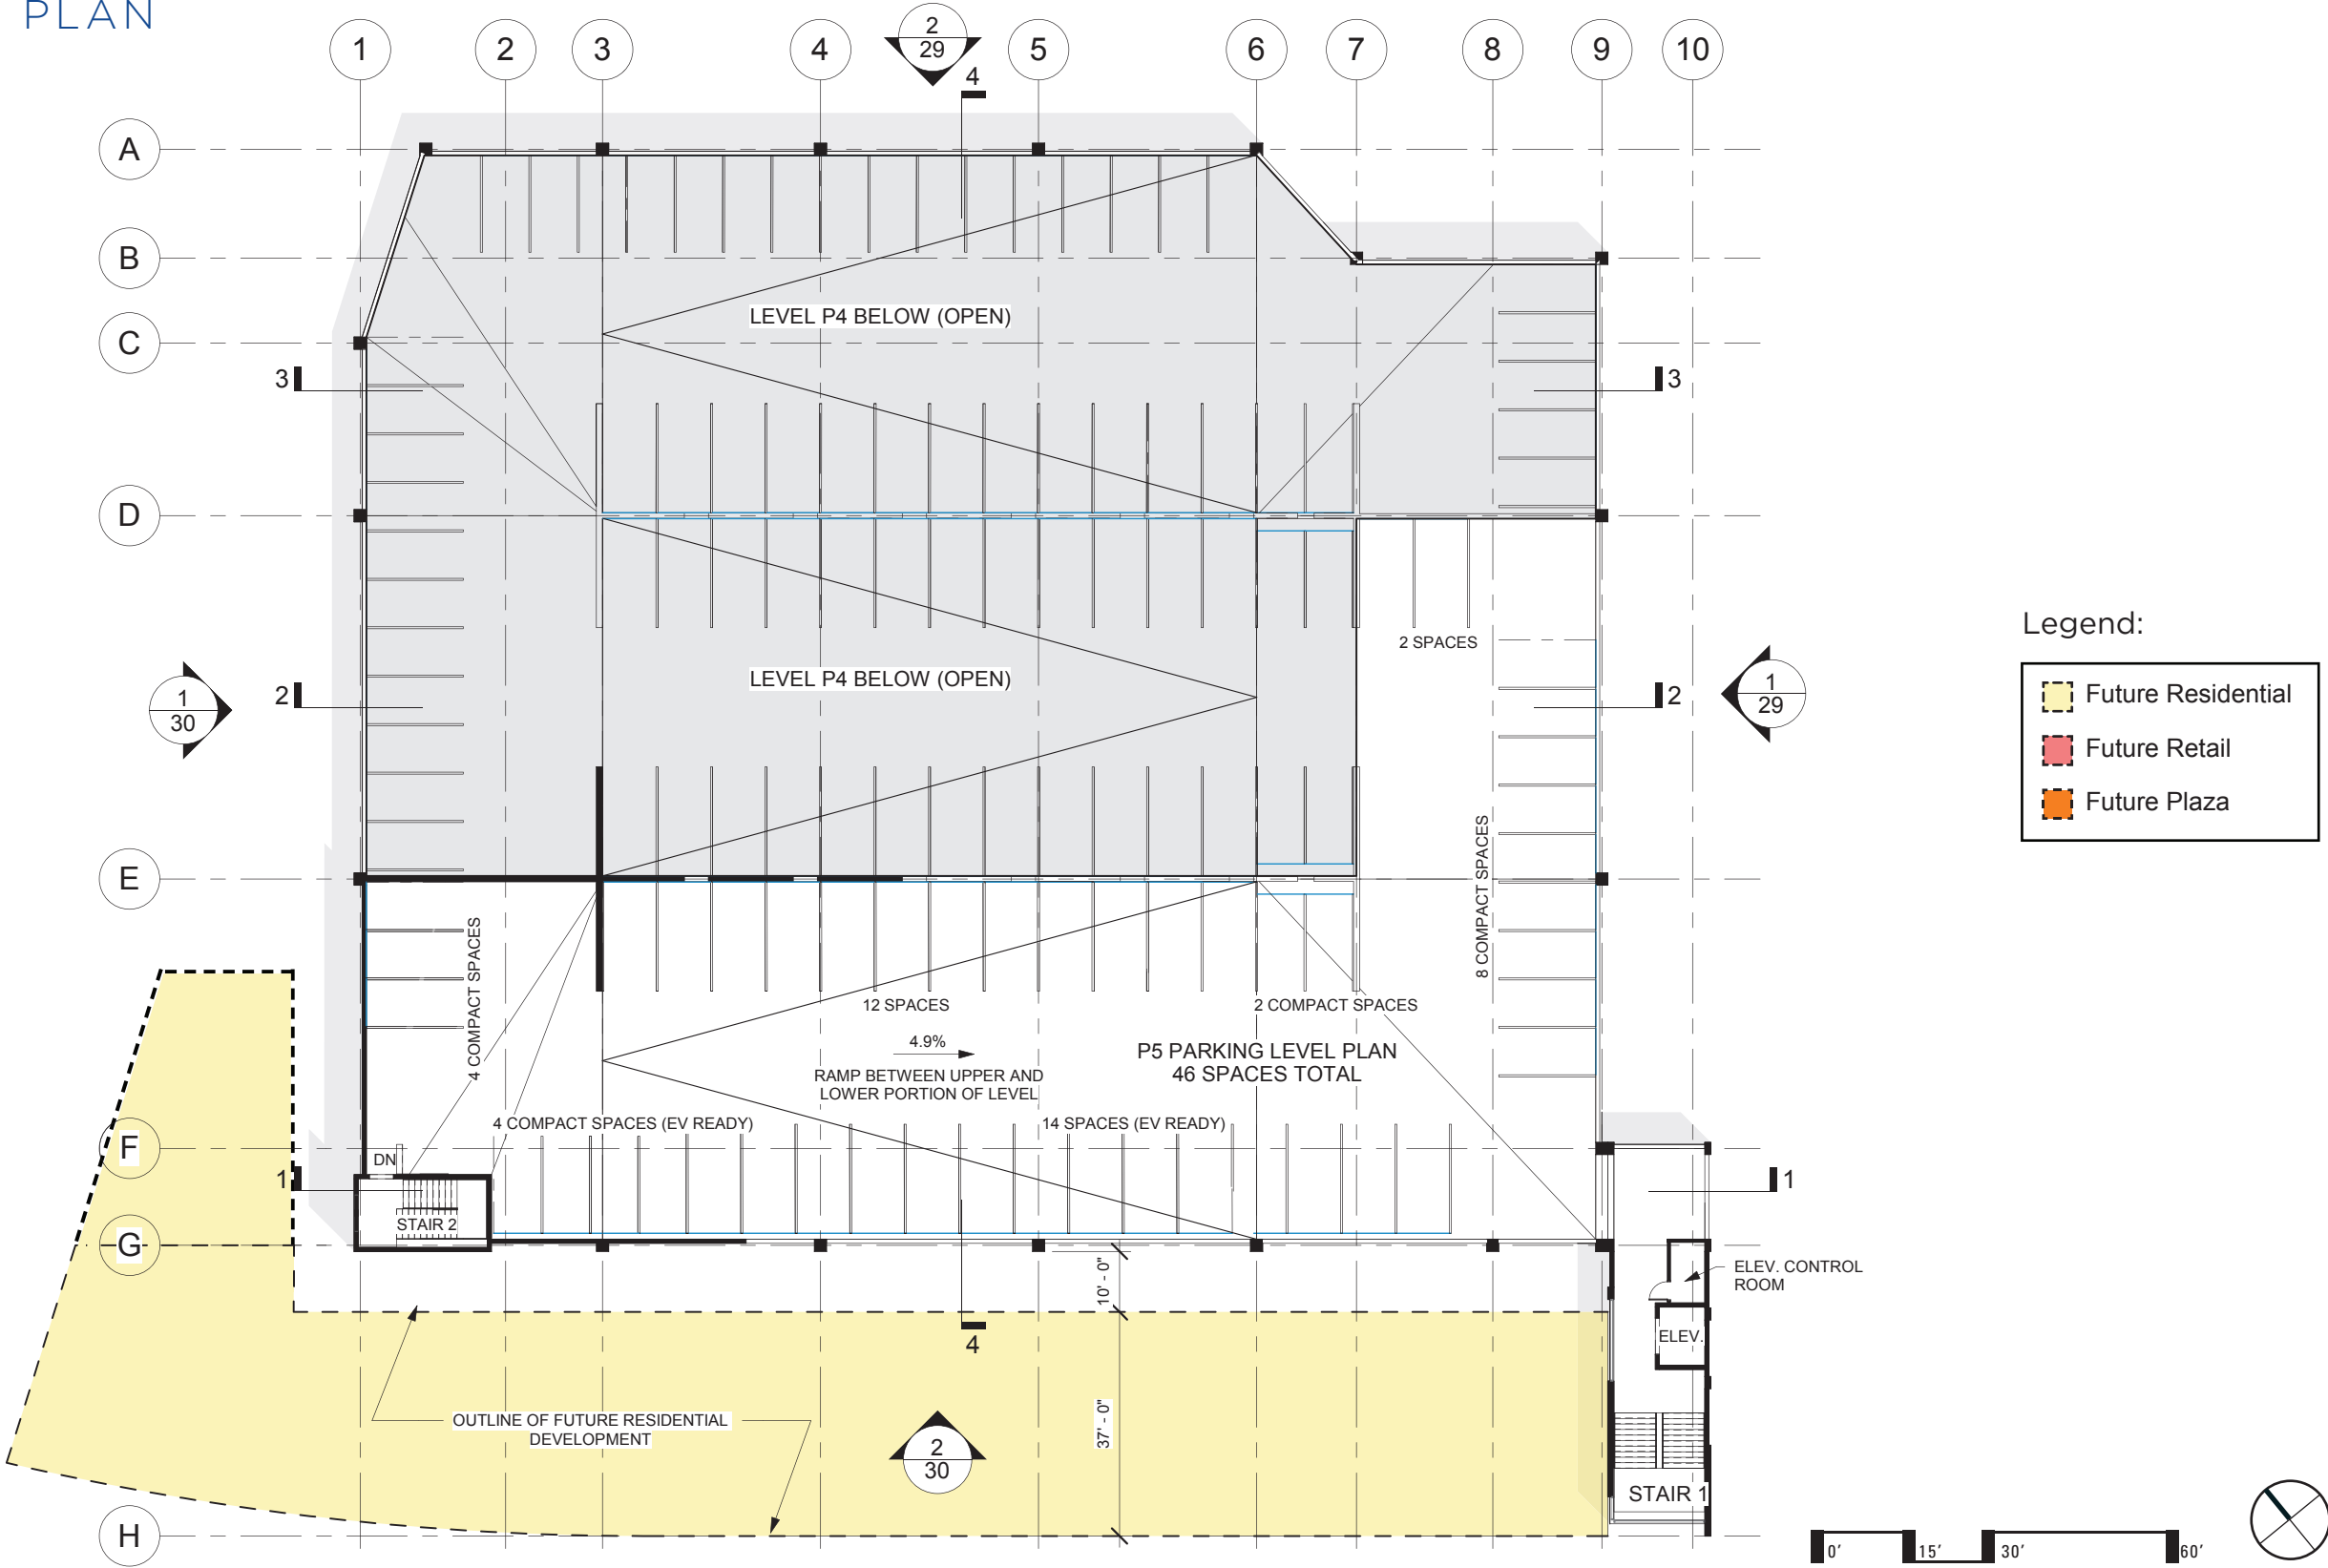 PLAN
1 2 3 4 5 6 7 8 9 10
2
29
4
A
B
C
D
E
F
G
H
LEVEL P4 BELOW (OPEN)
3
3
2 SPACES
LEVEL P4 BELOW (OPEN)
2
2
1
30
1
29
Legend:
Future Residential
Future Retail
Future Plaza
8 COMPACT SPACES
4 COMPACT SPACES
12 SPACES
2 COMPACT SPACES
4.9%
RAMP BETWEEN UPPER AND
LOWER PORTION OF LEVEL
P5 PARKING LEVEL PLAN
46 SPACES TOTAL
4 COMPACT SPACES (EV READY)
14 SPACES (EV READY)
DN
1
1
STAIR 2
10' - 0"
ELEV. CONTROL
ROOM
ELEV.
4
37' - 0"
OUTLINE OF FUTURE RESIDENTIAL
DEVELOPMENT
2
30
STAIR 1
0' 15' 30' 60'